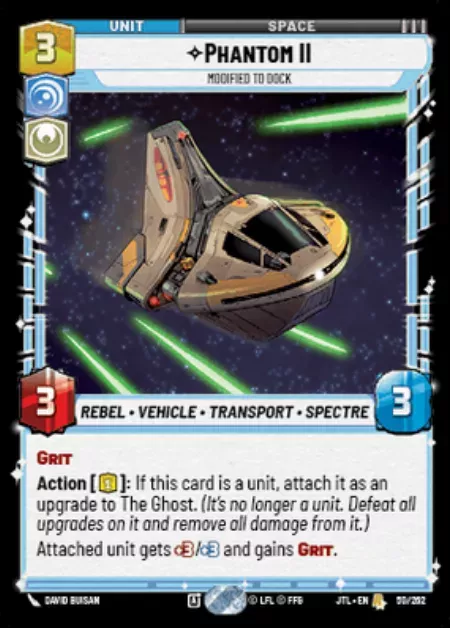 UNIT
SPACE
3
✧PHANTOM II
MODIFIED TO DOCK
3
REBEL • VEHICLE • TRANSPORT • SPECTRE
3
GRIT
Action [1]: If this card is a unit, attach it as an
upgrade to The Ghost. (It's no longer a unit. Defeat all
upgrades on it and remove all damage from it.)
Attached unit gets +3/+3 and gains GRIT.
DAVID BUISAN
© LFL © FFG
JTL • EN